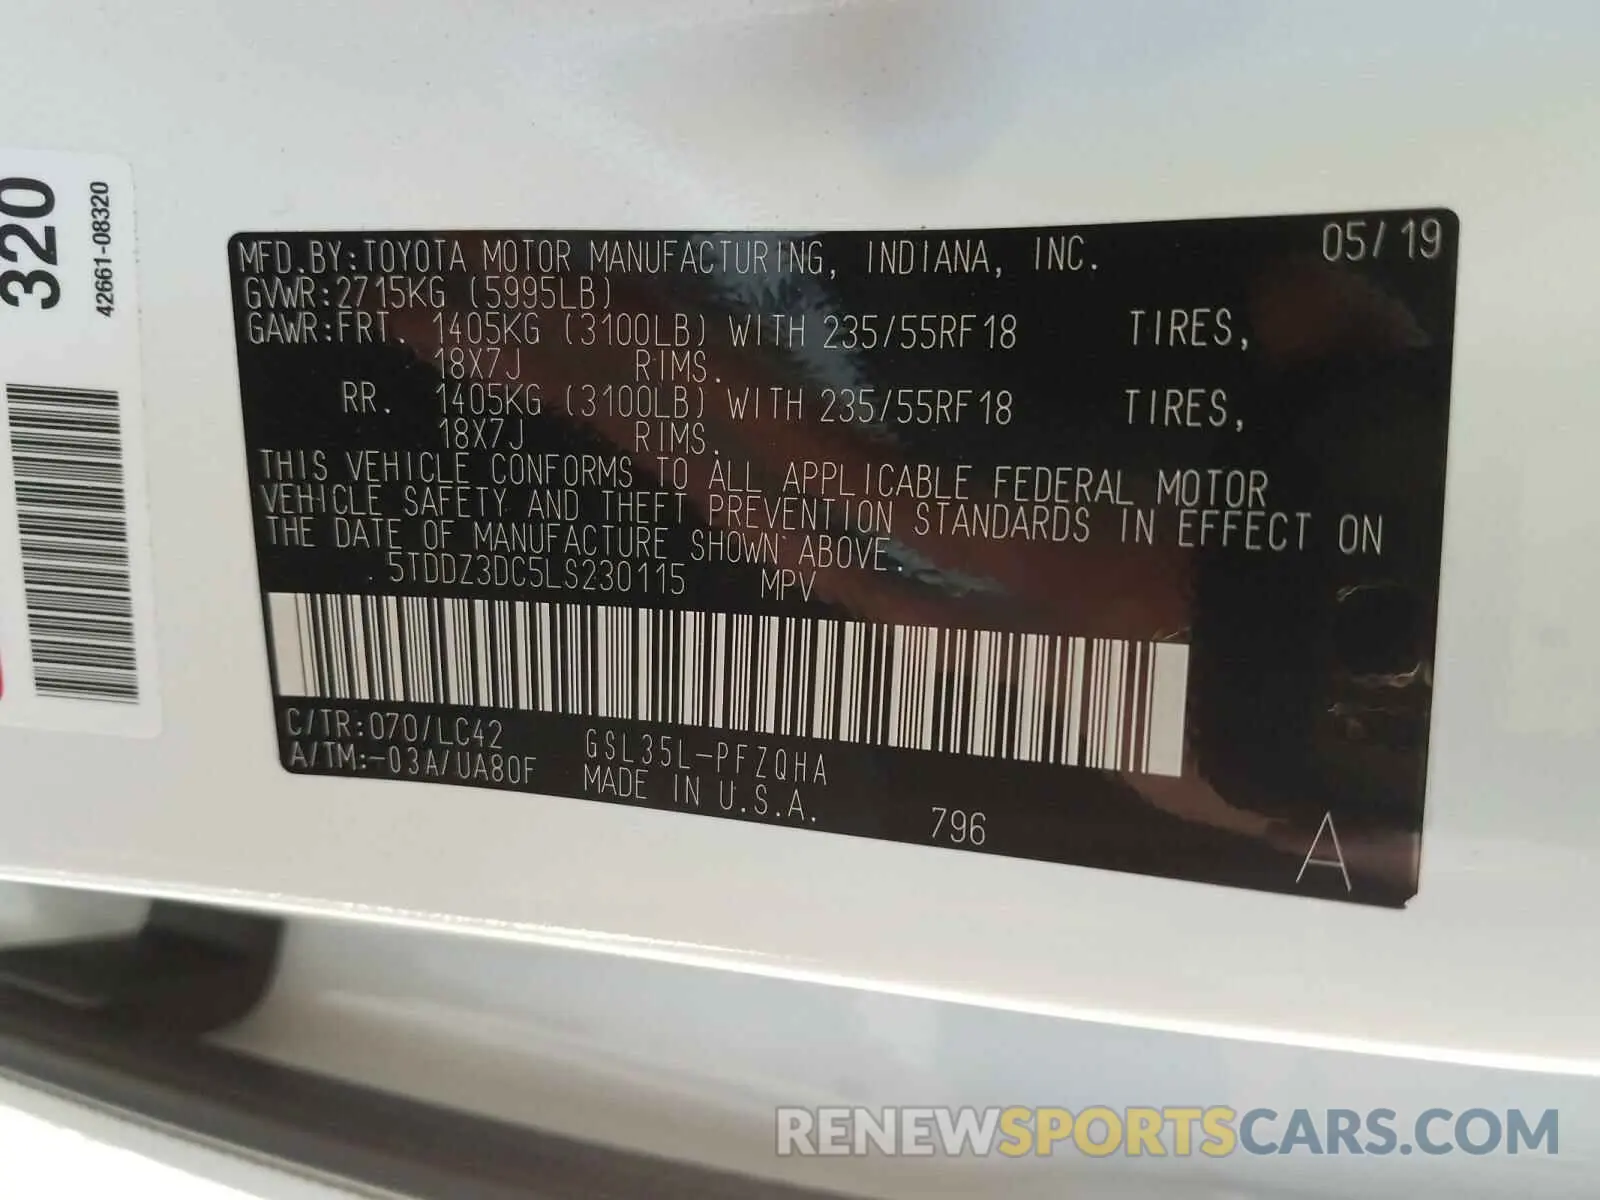 320
42661-08320
MFD.BY:TOYOTA MOTOR MANUFACTURING, INDIANA, INC. 05/19
GVWR:2715KG (5995LB)
GAWR:FRT. 1405KG (3100LB) WITH 235/55RF18 TIRES,
18X7J RIMS.
RR. 1405KG (3100LB) WITH 235/55RF18 TIRES,
18X7J RIMS.
THIS VEHICLE CONFORMS TO ALL APPLICABLE FEDERAL MOTOR
VEHICLE SAFETY AND THEFT PREVENTION STANDARDS IN EFFECT ON
THE DATE OF MANUFACTURE SHOWN ABOVE.
5TDDZ3DC5LS230115 MPV
C/TR:070/LC42 GSL35L-PFZQHA
A/TM:-03A/UA80F MADE IN U.S.A.
796
A
RENEWSPORTSCARS.COM